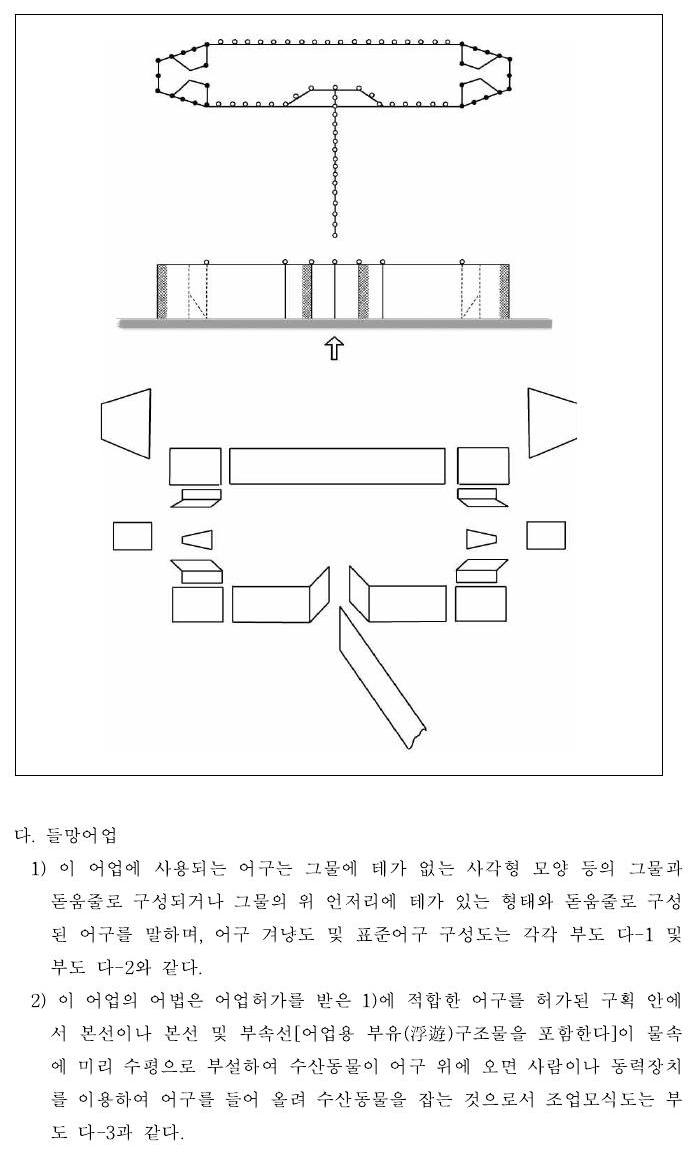 다. 들망어업
1) 이 어업에 사용되는 어구는 그물에 테가 없는 사각형 모양 등의 그물과
돋움줄로 구성되거나 그물의 위 언저리에 테가 있는 형태와 돋움줄로 구성
된 어구를 말하며, 어구 겨냥도 및 표준어구 구성도는 각각 부도 다-1 및
부도 다-2와 같다.
2) 이 어업의 어법은 어업허가를 받은 1)에 적합한 어구를 허가된 구획 안에
서 본선이나 본선 및 부속선[어업용 부유(浮遊)구조물을 포함한다]이 물속
에 미리 수평으로 부설하여 수산동물이 어구 위에 오면 사람이나 동력장치
를 이용하여 어구를 들어 올려 수산동물을 잡는 것으로서 조업모식도는 부
도 다-3과 같다.